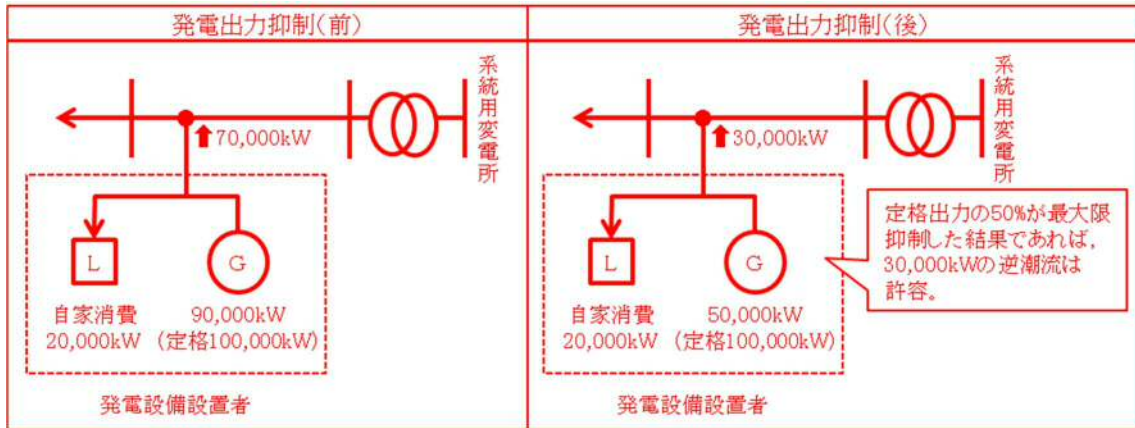 発電出力抑制(前)
系統用変電所
70,000kW
L
G
自家消費
20,000kW
90,000kW
(定格100,000kW)
発電設備設置者
発電出力抑制(後)
系統用変電所
30,000kW
L
G
自家消費
20,000kW
50,000kW
(定格100,000kW)
定格出力の50%が最大限
抑制した結果であれば,
30,000kWの逆潮流は
許容。
発電設備設置者